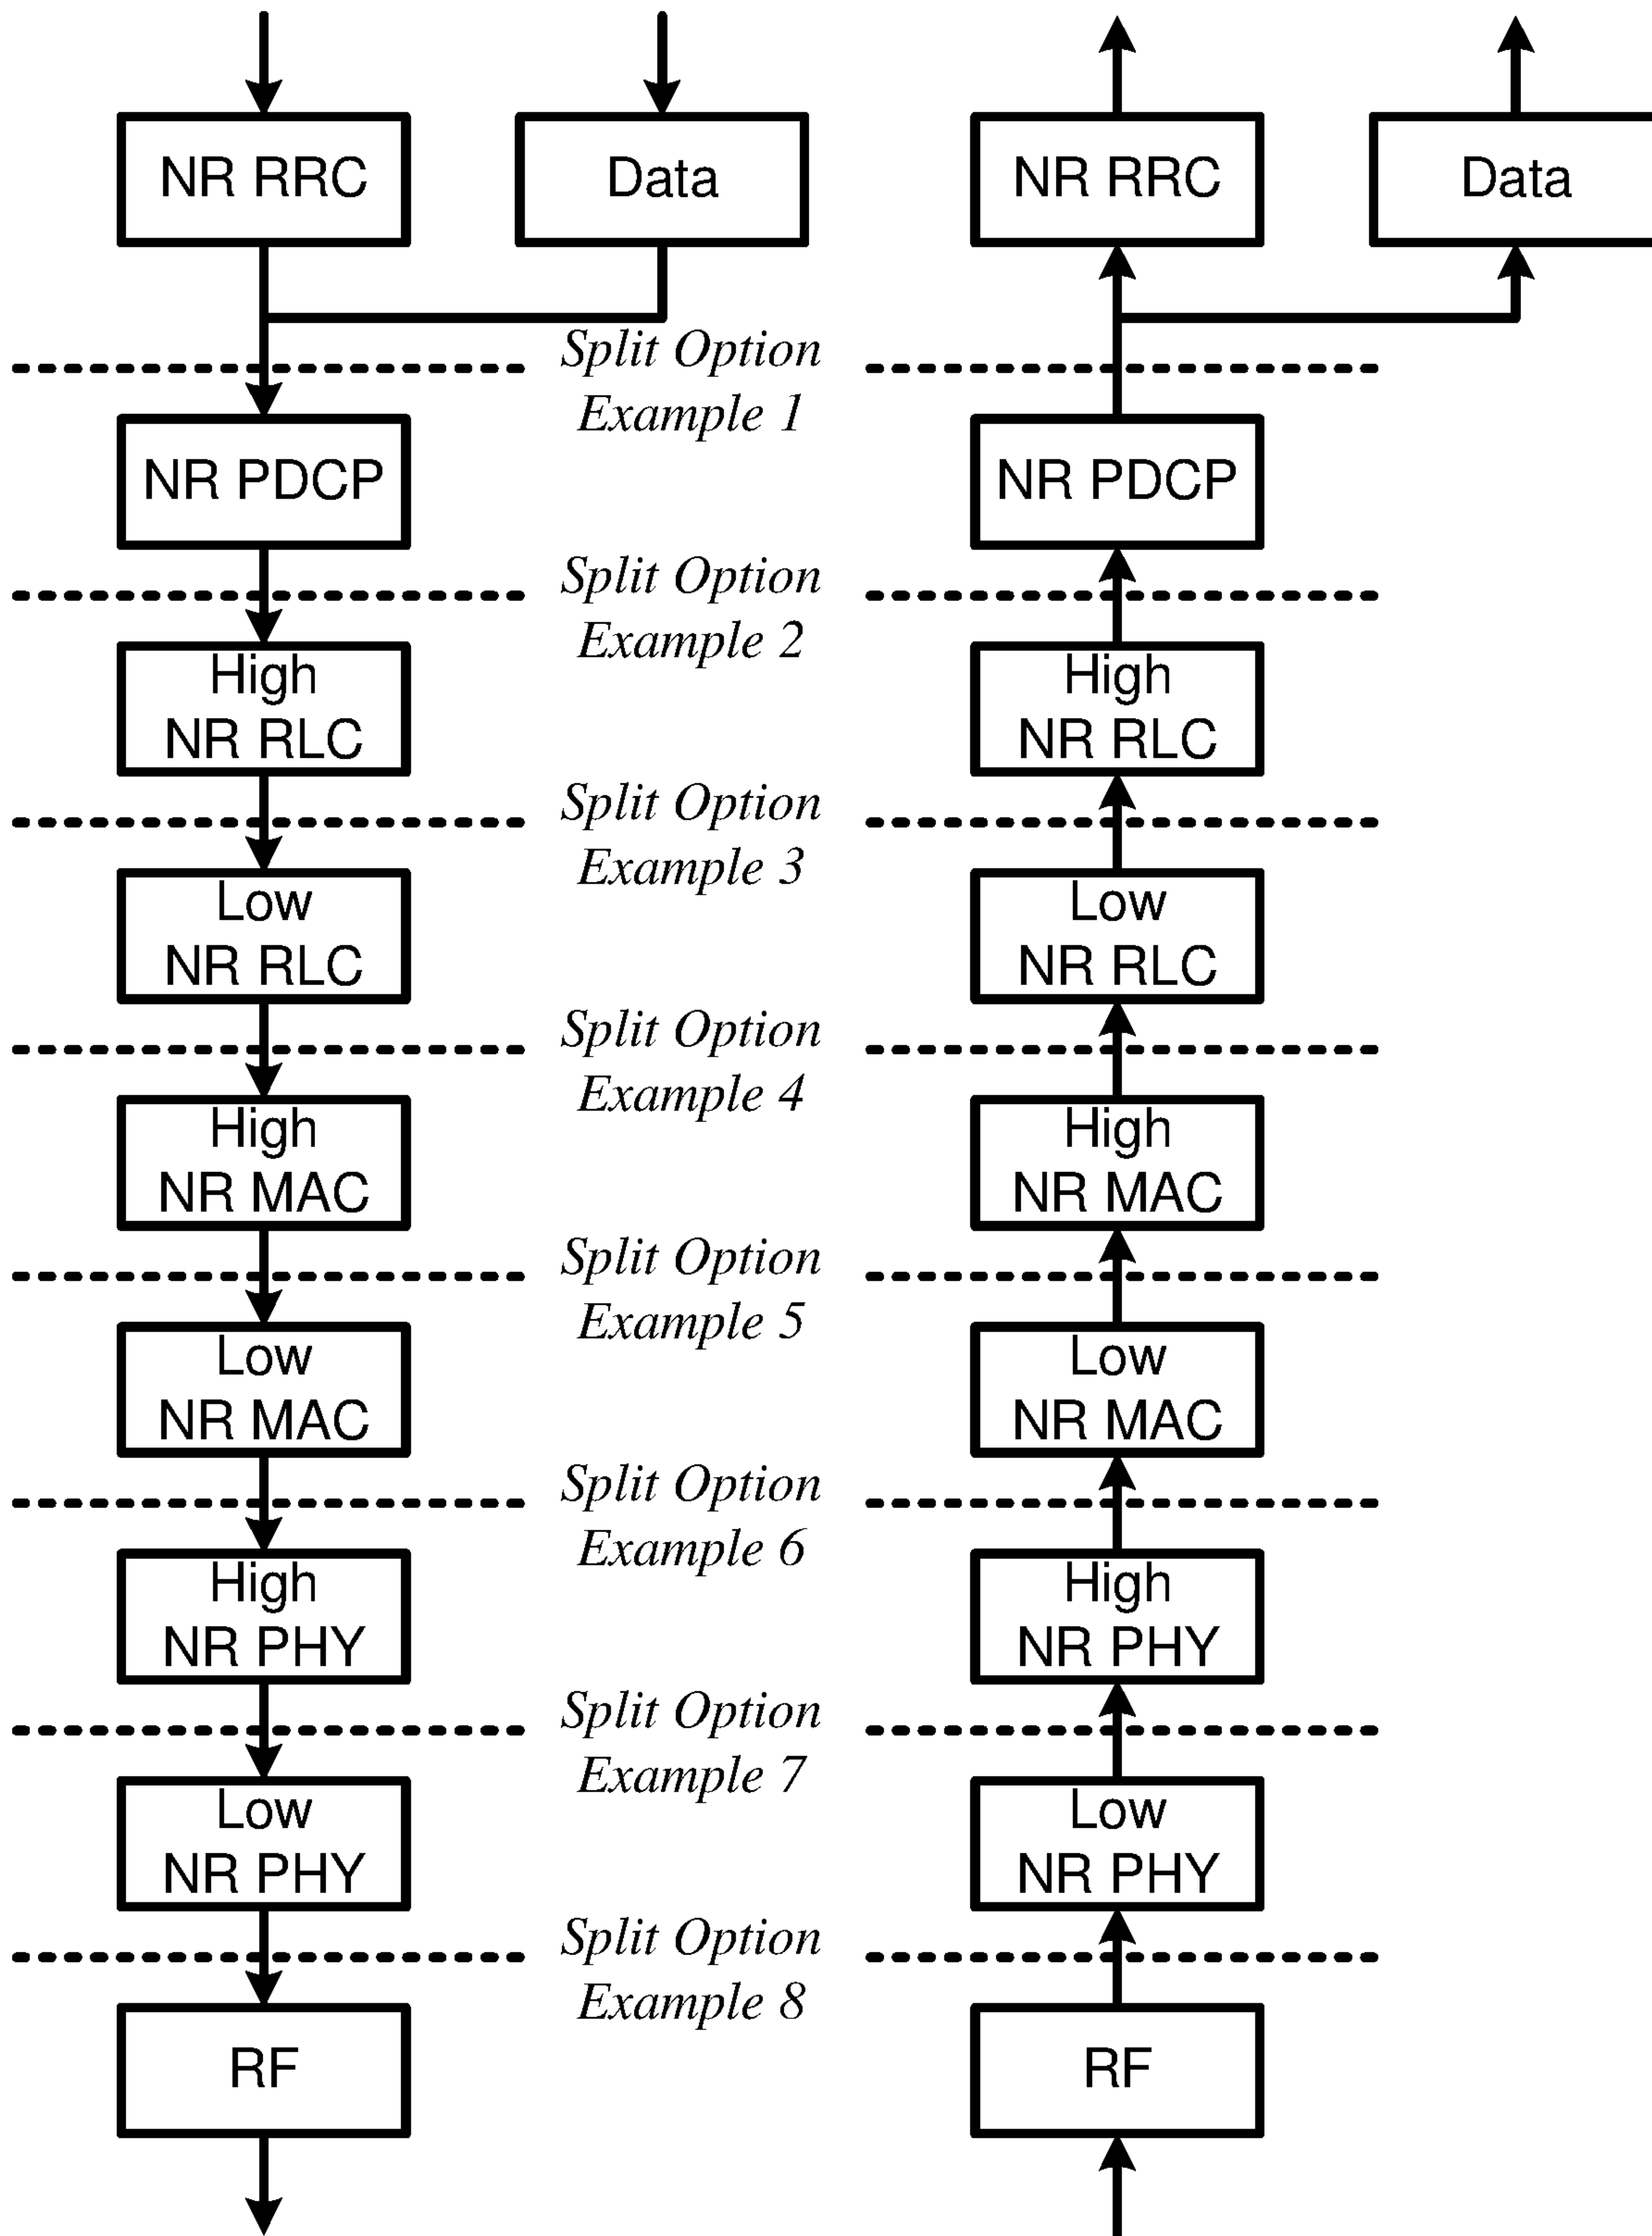 NR RRC
Data
NR RRC
Data
Split Option
Example 1
NR PDCP
NR PDCP
Split Option
Example 2
High
NR RLC
High
NR RLC
Split Option
Example 3
Low
NR RLC
Low
NR RLC
Split Option
Example 4
High
NR MAC
High
NR MAC
Split Option
Example 5
Low
NR MAC
Low
NR MAC
Split Option
Example 6
High
NR PHY
High
NR PHY
Split Option
Example 7
Low
NR PHY
Low
NR PHY
Split Option
Example 8
RF
RF